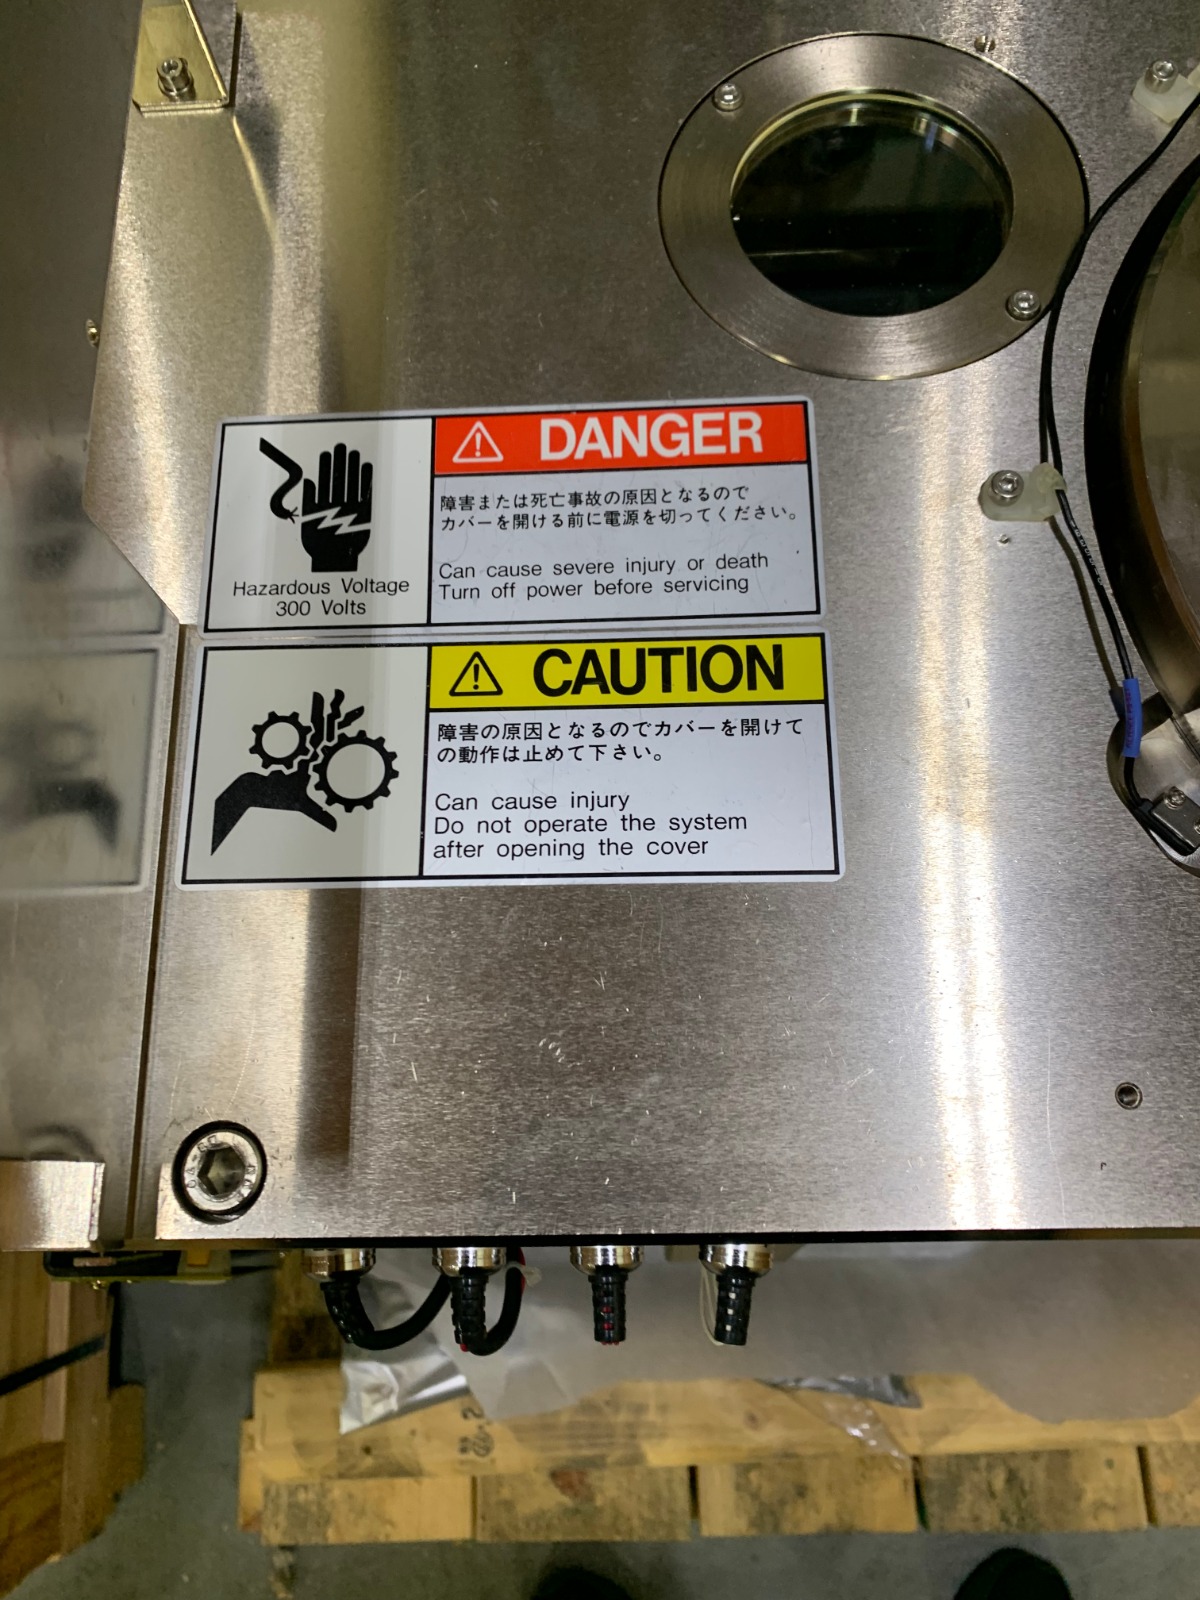 DANGER
障害または死亡事故の原因となるので
カバーを開ける前に電源を切ってください。
Can cause severe injury or death
Turn off power before servicing
Hazardous Voltage
300 Volts
CAUTION
障害の原因となるのでカバーを開けて
の動作は止めて下さい。
Can cause injury
Do not operate the system
after opening the cover